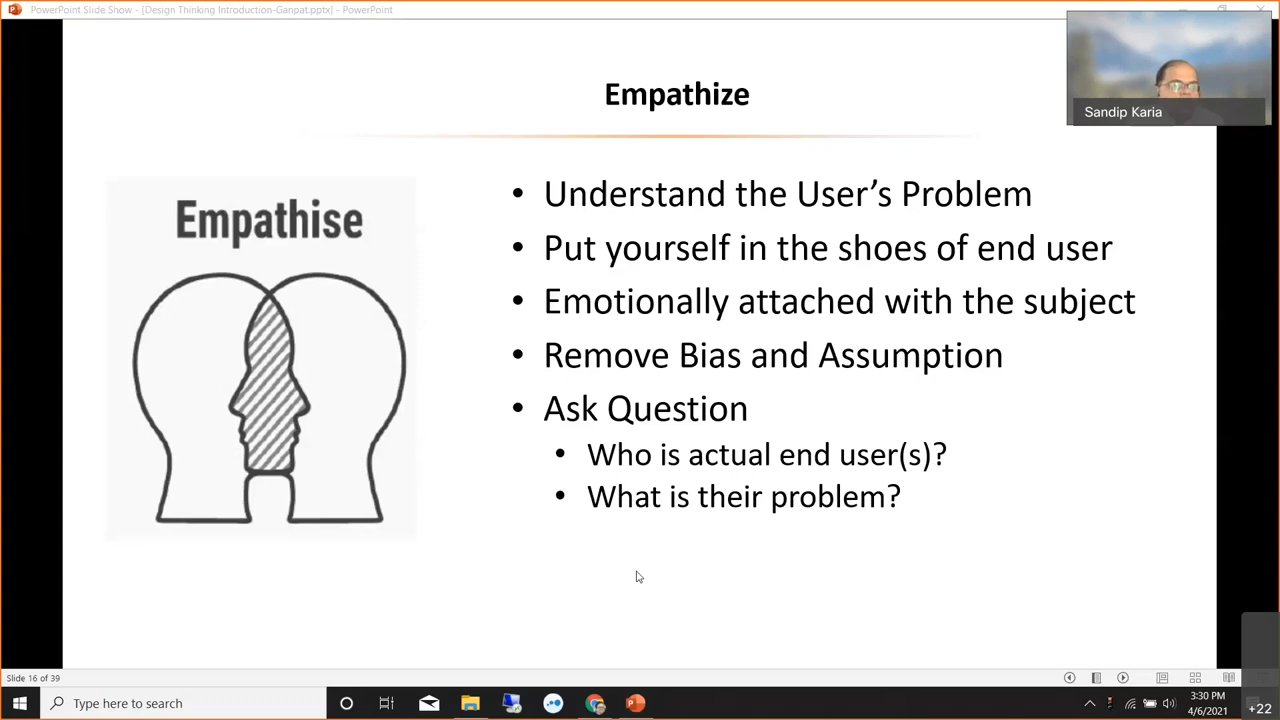 PowerPoint Slide Show - [Design Thinking Introduction-Ganpat.pptx] - PowerPoint
Sandip Karia
Empathize
Empathise
• Understand the User’s Problem
• Put yourself in the shoes of end user
• Emotionally attached with the subject
• Remove Bias and Assumption
• Ask Question
• Who is actual end user(s)?
• What is their problem?
Slide 16 of 39
Type here to search
3:30 PM
4/6/2021
+22